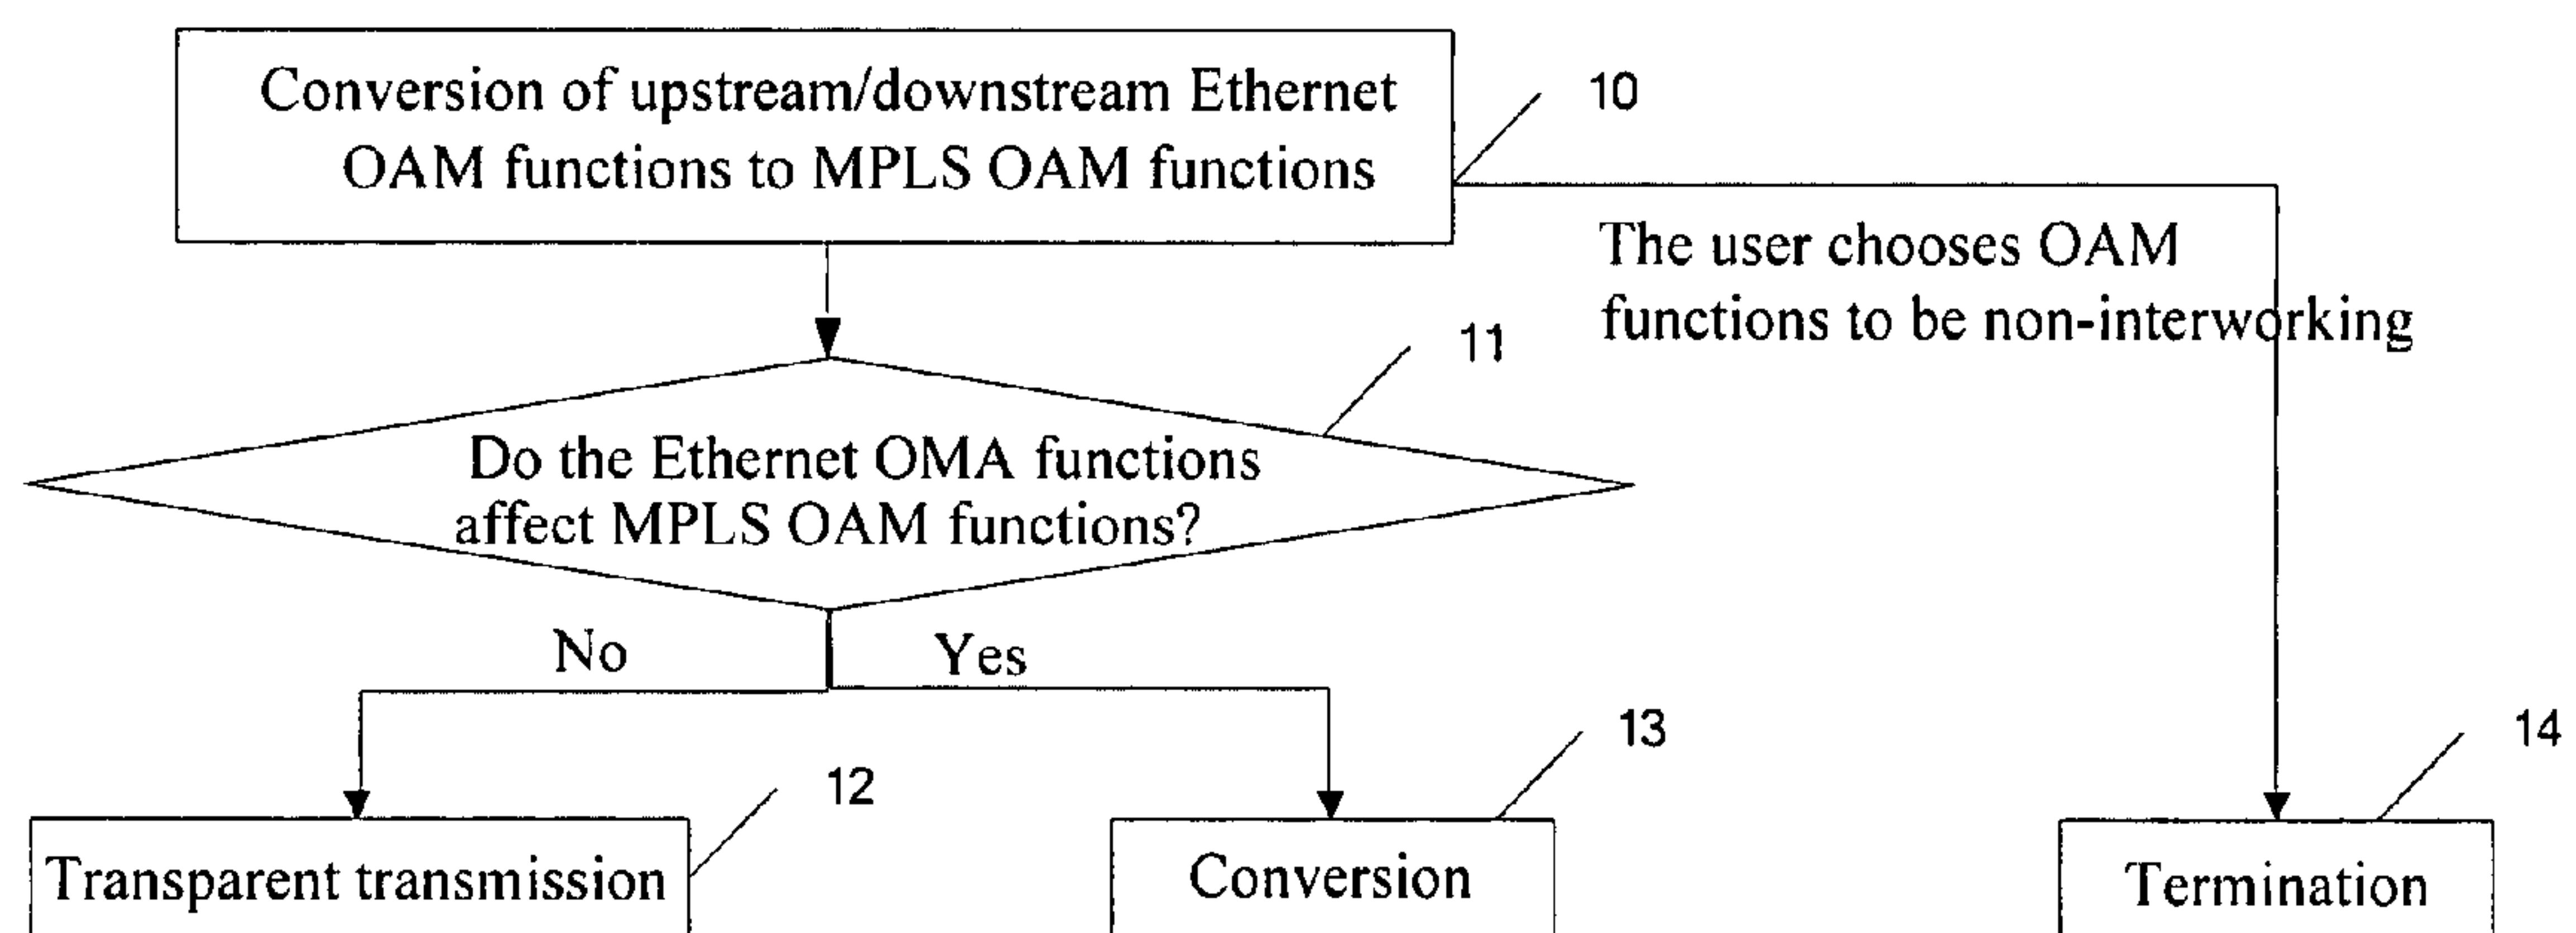 Conversion of upstream/downstream Ethernet
OAM functions to MPLS OAM functions
10
The user chooses OAM
functions to be non-interworking
11
Do the Ethernet OMA functions
affect MPLS OAM functions?
No
Yes
12
13
14
Transparent transmission
Conversion
Termination